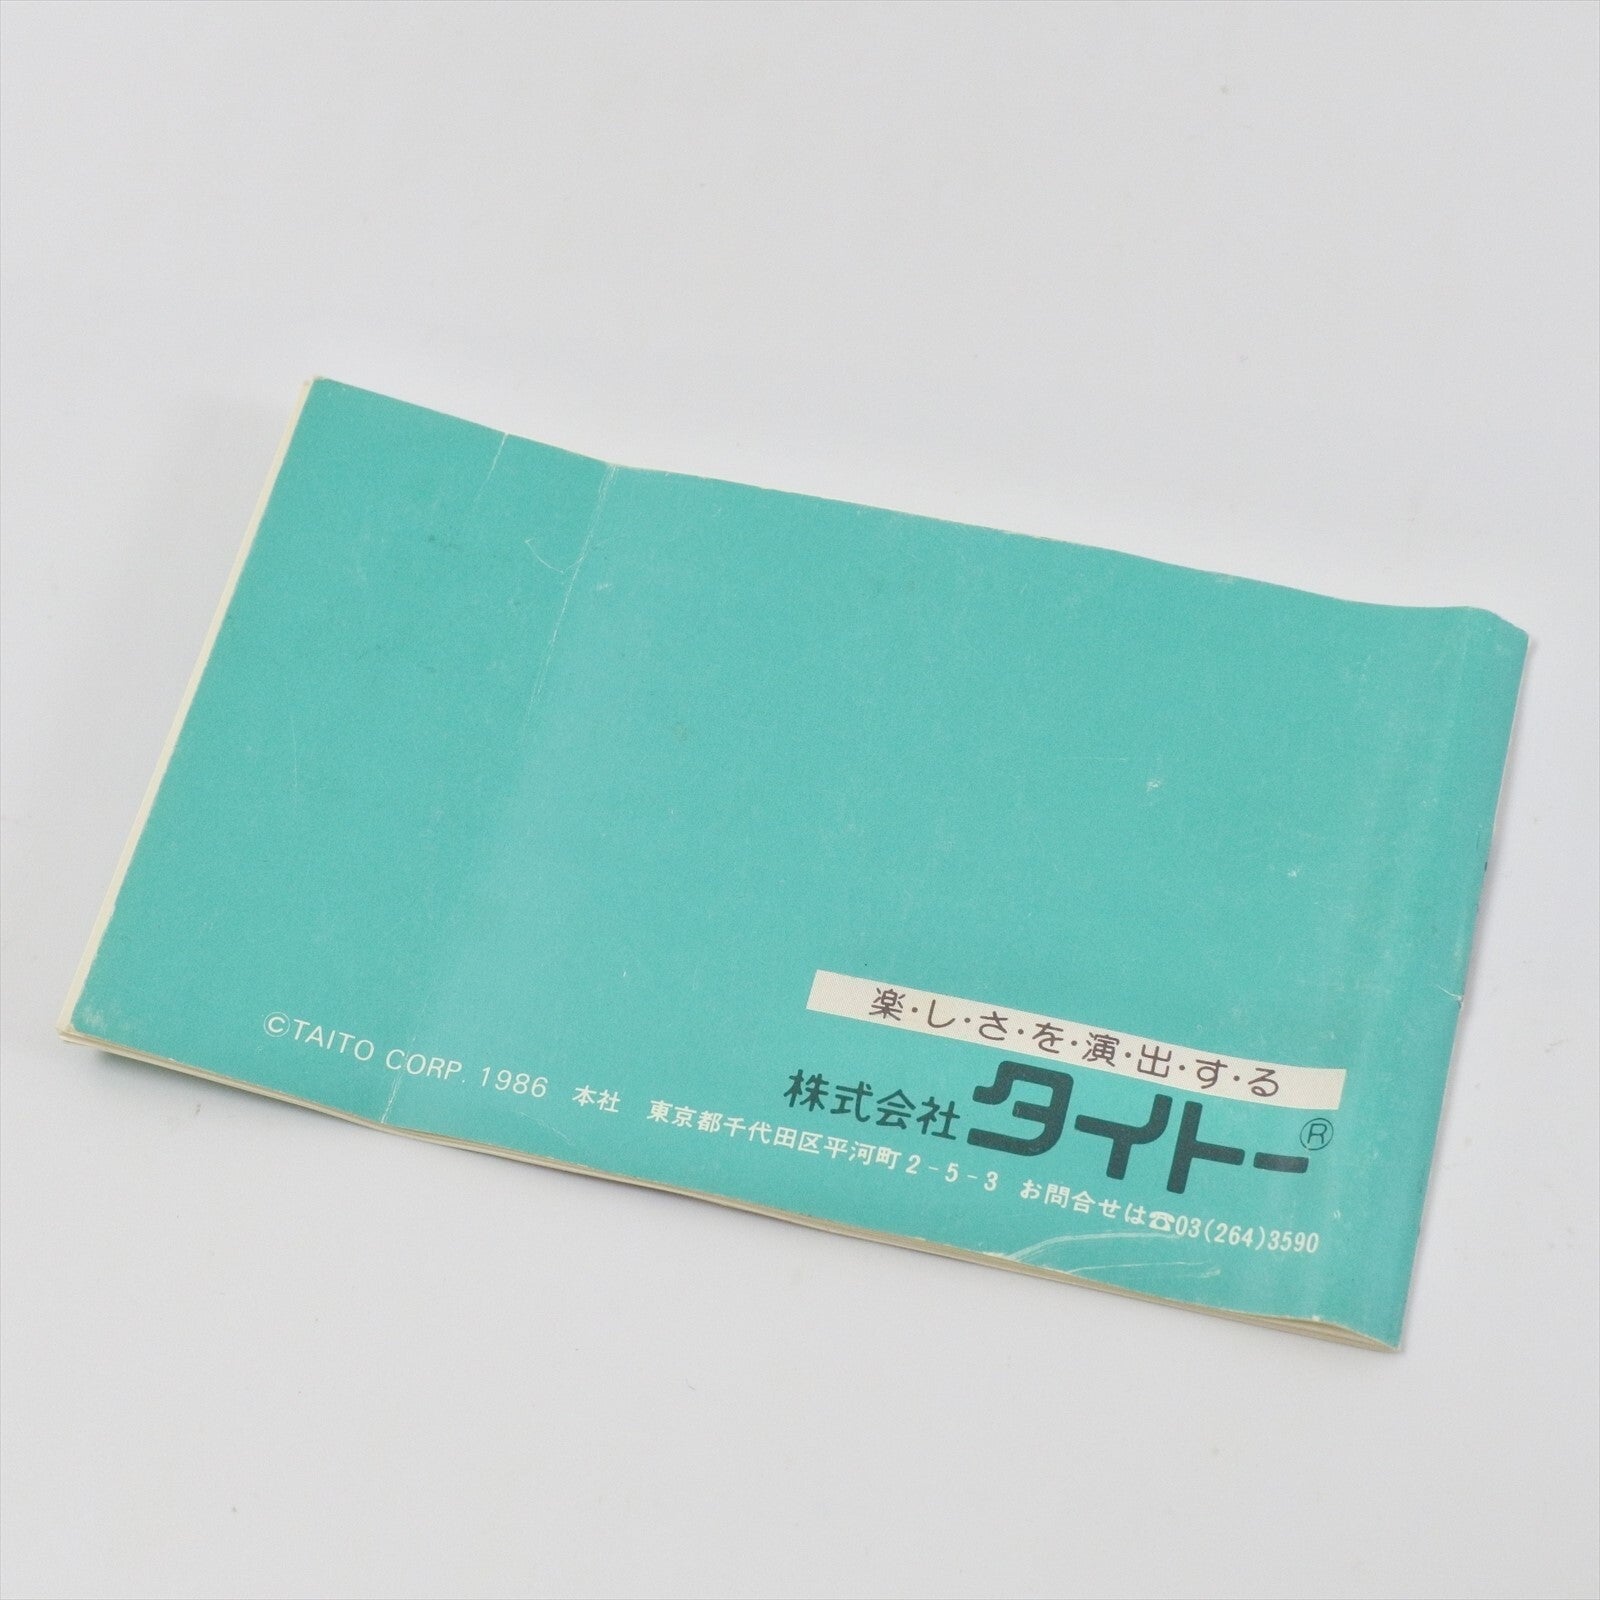 楽・し・さ・を・演・出・す・る
株式会社 タイトー®
©TAITO CORP. 1986 本社 東京都千代田区平河町2-5-3 お問合せは☎03(264)3590